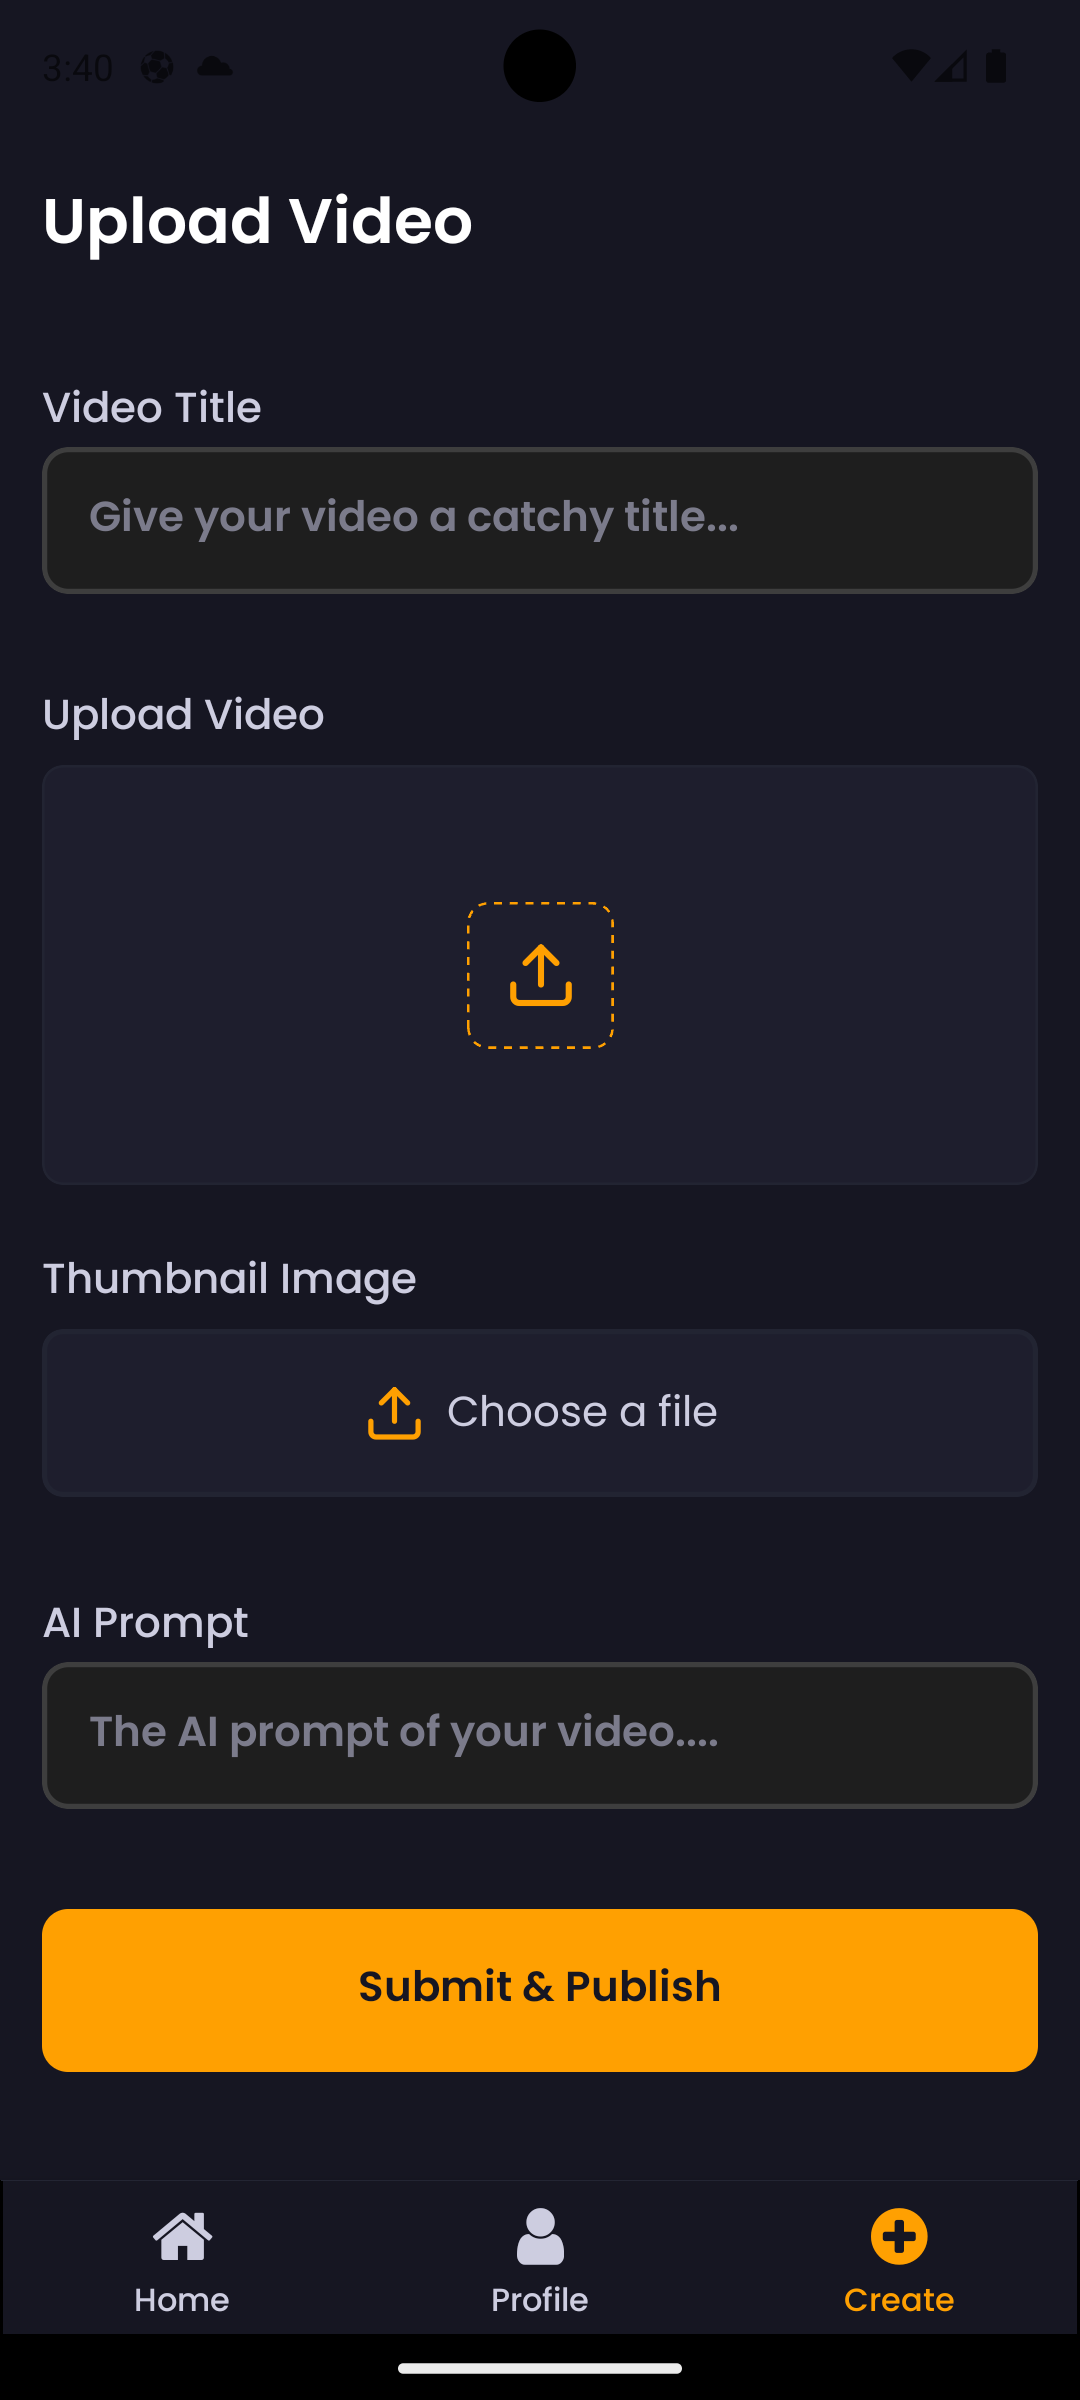 3:40
Upload Video
Video Title
Give your video a catchy title...
Upload Video
Thumbnail Image
Choose a file
AI Prompt
The AI prompt of your video....
Submit & Publish
Home
Profile
Create